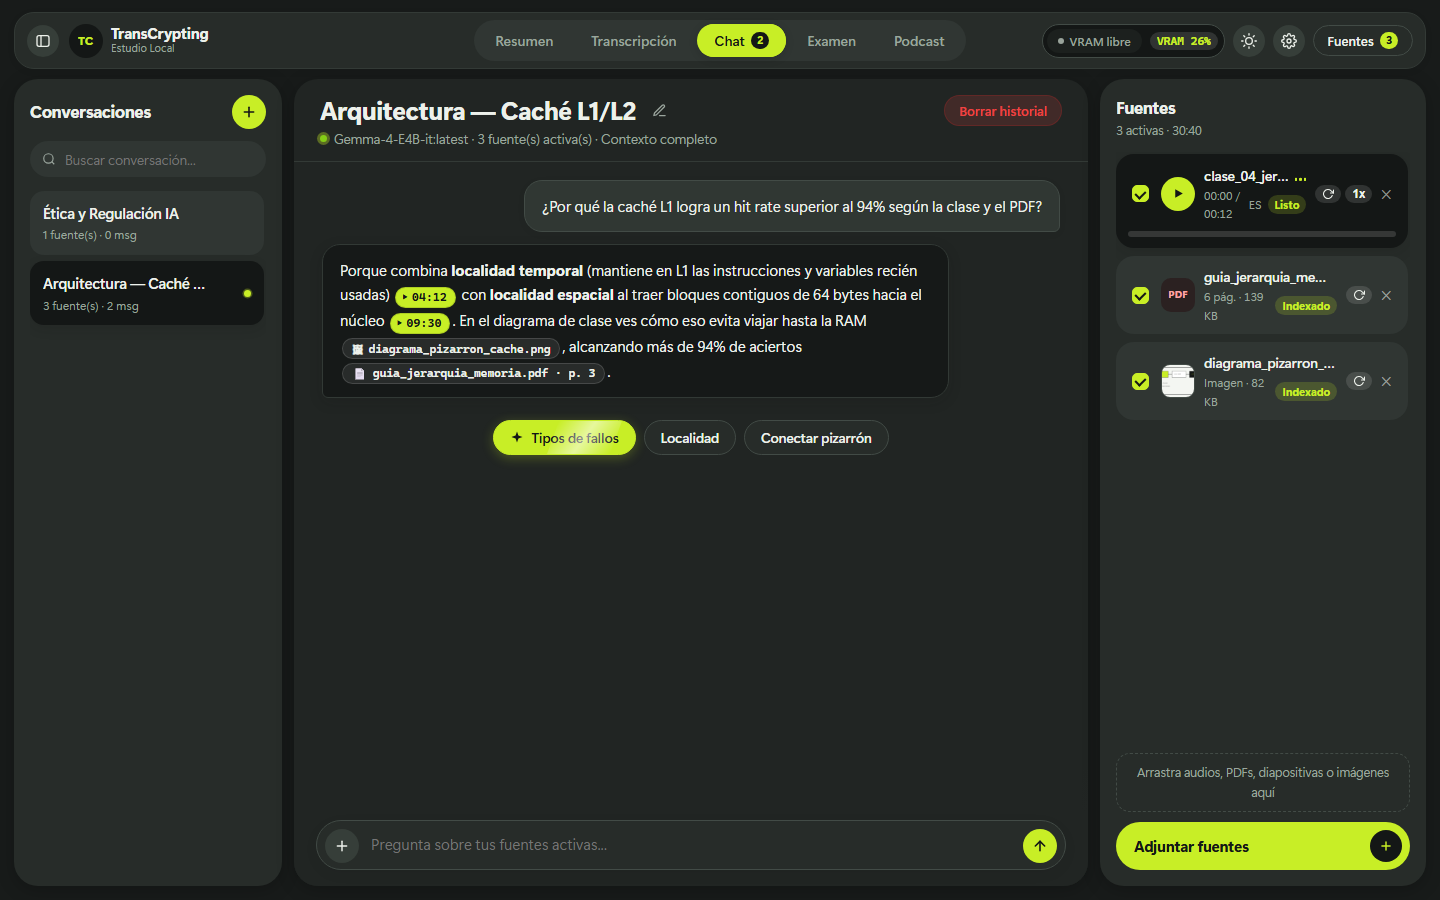 TC
TransCrypting
Estudio Local
Resumen
Transcripción
Chat 2
Examen
Podcast
VRAM libre
VRAM 26%
Fuentes 3
Conversaciones
Buscar conversación...
Ética y Regulación IA
1 fuente(s) · 0 msg
Arquitectura — Caché ...
3 fuente(s) · 2 msg
Arquitectura — Caché L1/L2
Borrar historial
Gemma-4-E4B-it:latest · 3 fuente(s) activa(s) · Contexto completo
¿Por qué la caché L1 logra un hit rate superior al 94% según la clase y el PDF?
Porque combina localidad temporal (mantiene en L1 las instrucciones y variables recién
usadas) 04:12 con localidad espacial al traer bloques contiguos de 64 bytes hacia el
núcleo 09:30 . En el diagrama de clase ves cómo eso evita viajar hasta la RAM
diagrama_pizarron_cache.png , alcanzando más de 94% de aciertos
guia_jerarquia_memoria.pdf · p. 3 .
Tipos de fallos
Localidad
Conectar pizarrón
Pregunta sobre tus fuentes activas...
Fuentes
3 activas · 30:40
clase_04_jer...
00:00 /
00:12
ES
Listo
1x
PDF
guia_jerarquia_me...
6 pág. · 139
KB
Indexado
diagrama_pizarron_...
Imagen · 82
KB
Indexado
Arrastra audios, PDFs, diapositivas o imágenes
aquí
Adjuntar fuentes